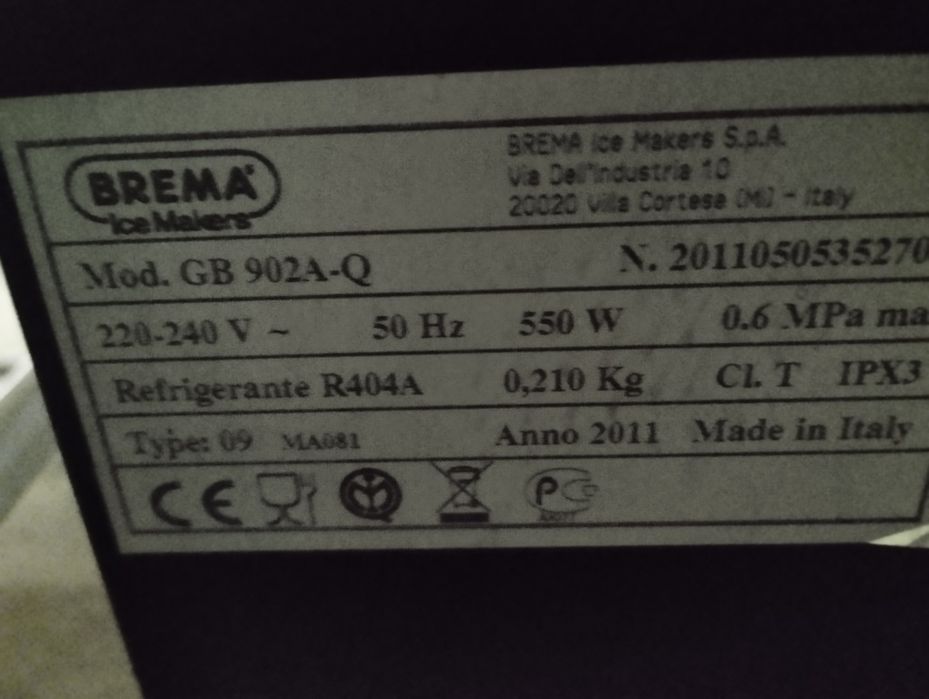 BREMA®
Ice Makers
BREMA Ice Makers S.p.A.
Via Dell'Industria 10
20020 Villa Cortese (MI) - Italy
Mod. GB 902A-Q N. 2011050535270
220-240 V ~ 50 Hz 550 W 0.6 MPa ma
Refrigerante R404A 0,210 Kg Cl. T IPX3
Type: 09 MA081 Anno 2011 Made in Italy
CE